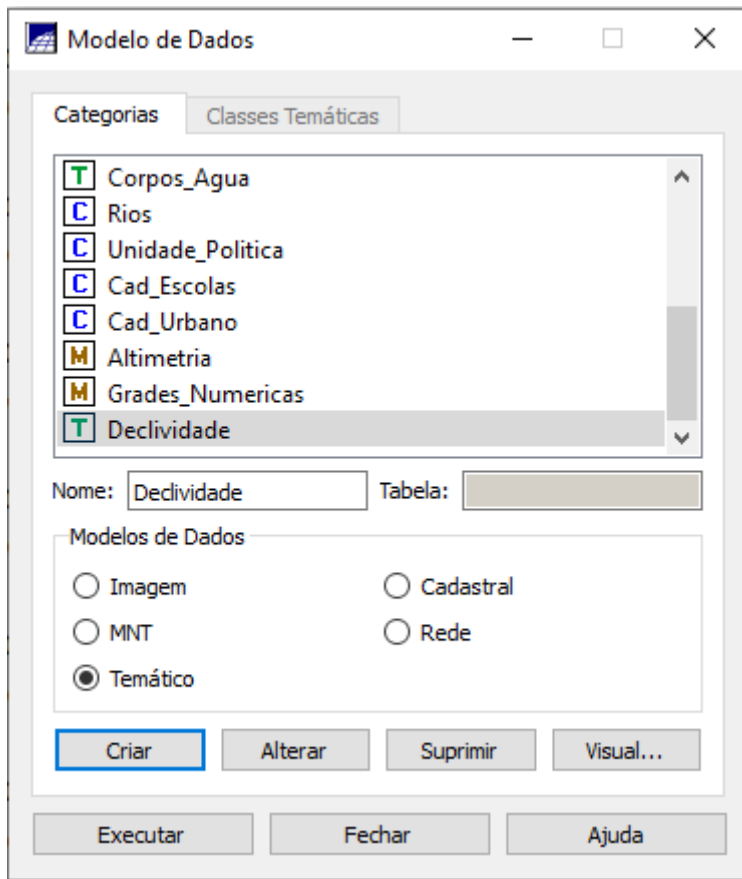 Modelo de Dados
Categorias Classes Temáticas
T Corpos_Agua
C Rios
C Unidade_Politica
C Cad_Escolas
C Cad_Urbano
M Altimetria
M Grades_Numericas
T Declividade
Nome: Declividade Tabela:
Modelos de Dados
Imagem Cadastral
MNT Rede
Temático
Criar Alterar Suprimir Visual...
Executar Fechar Ajuda